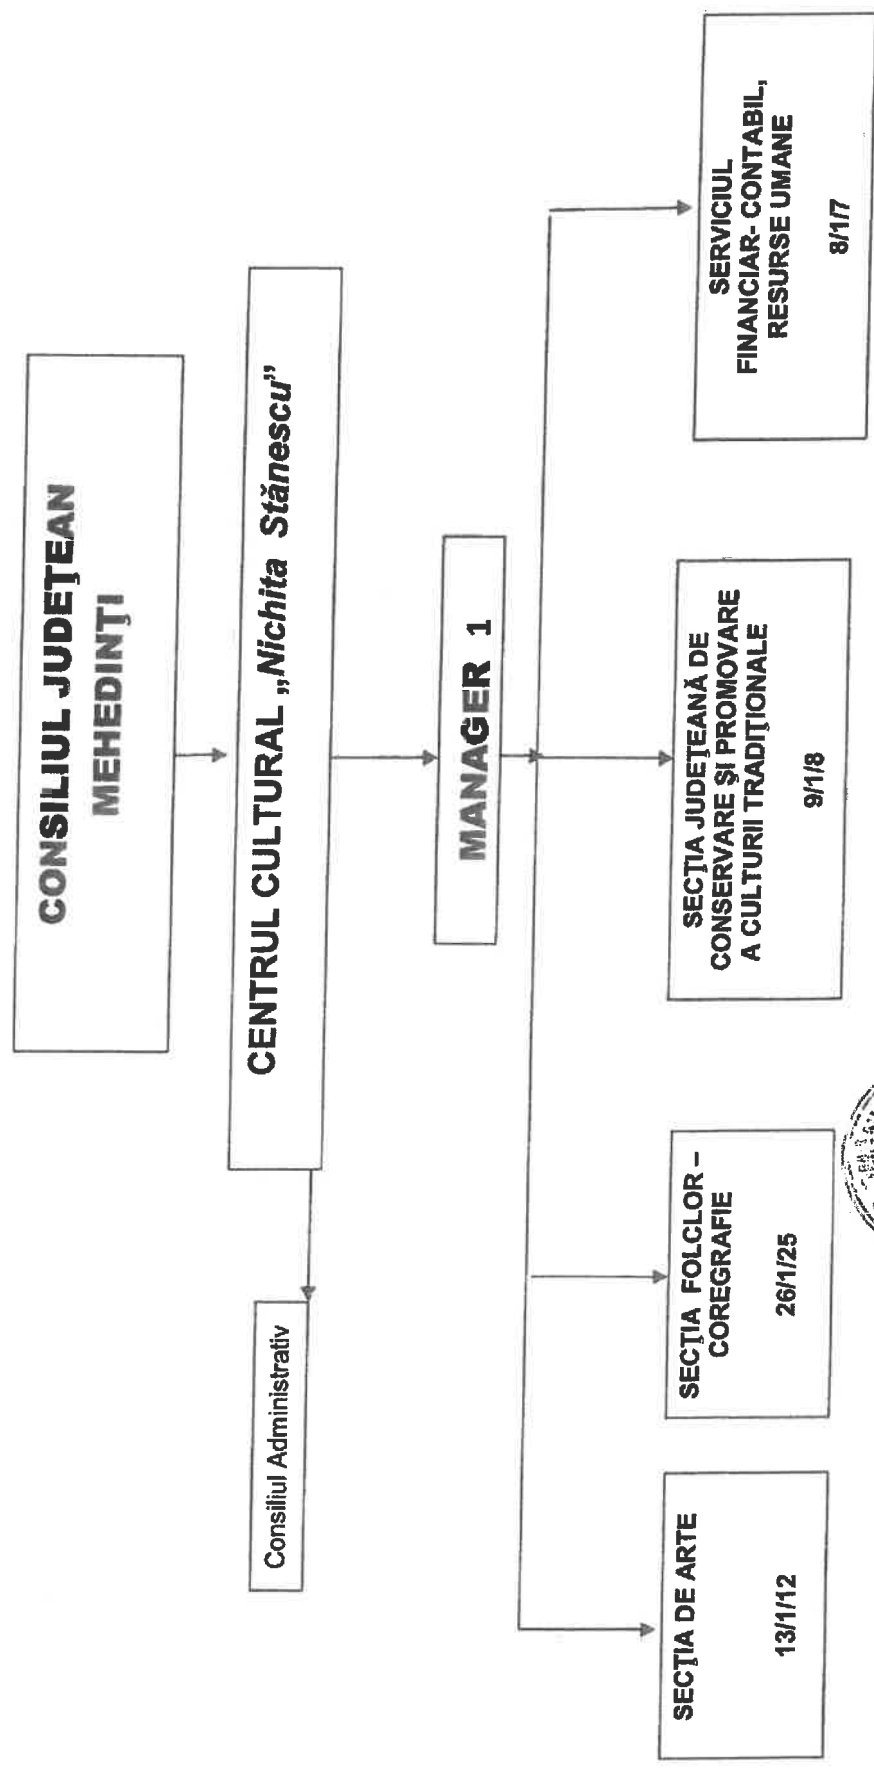 CONSILIUL JUDEŢEAN
MEHEDINŢI
CENTRUL CULTURAL „Nichita Stănescu”
Consiliul Administrativ
MANAGER 1
SECŢIA DE ARTE
13/1/12
SECŢIA FOLCLOR –
COREGRAFIE
26/1/25
SECŢIA JUDEŢEANĂ DE
CONSERVARE ŞI PROMOVARE
A CULTURII TRADIŢIONALE
9/1/8
SERVICIUL
FINANCIAR- CONTABIL,
RESURSE UMANE
8/1/7